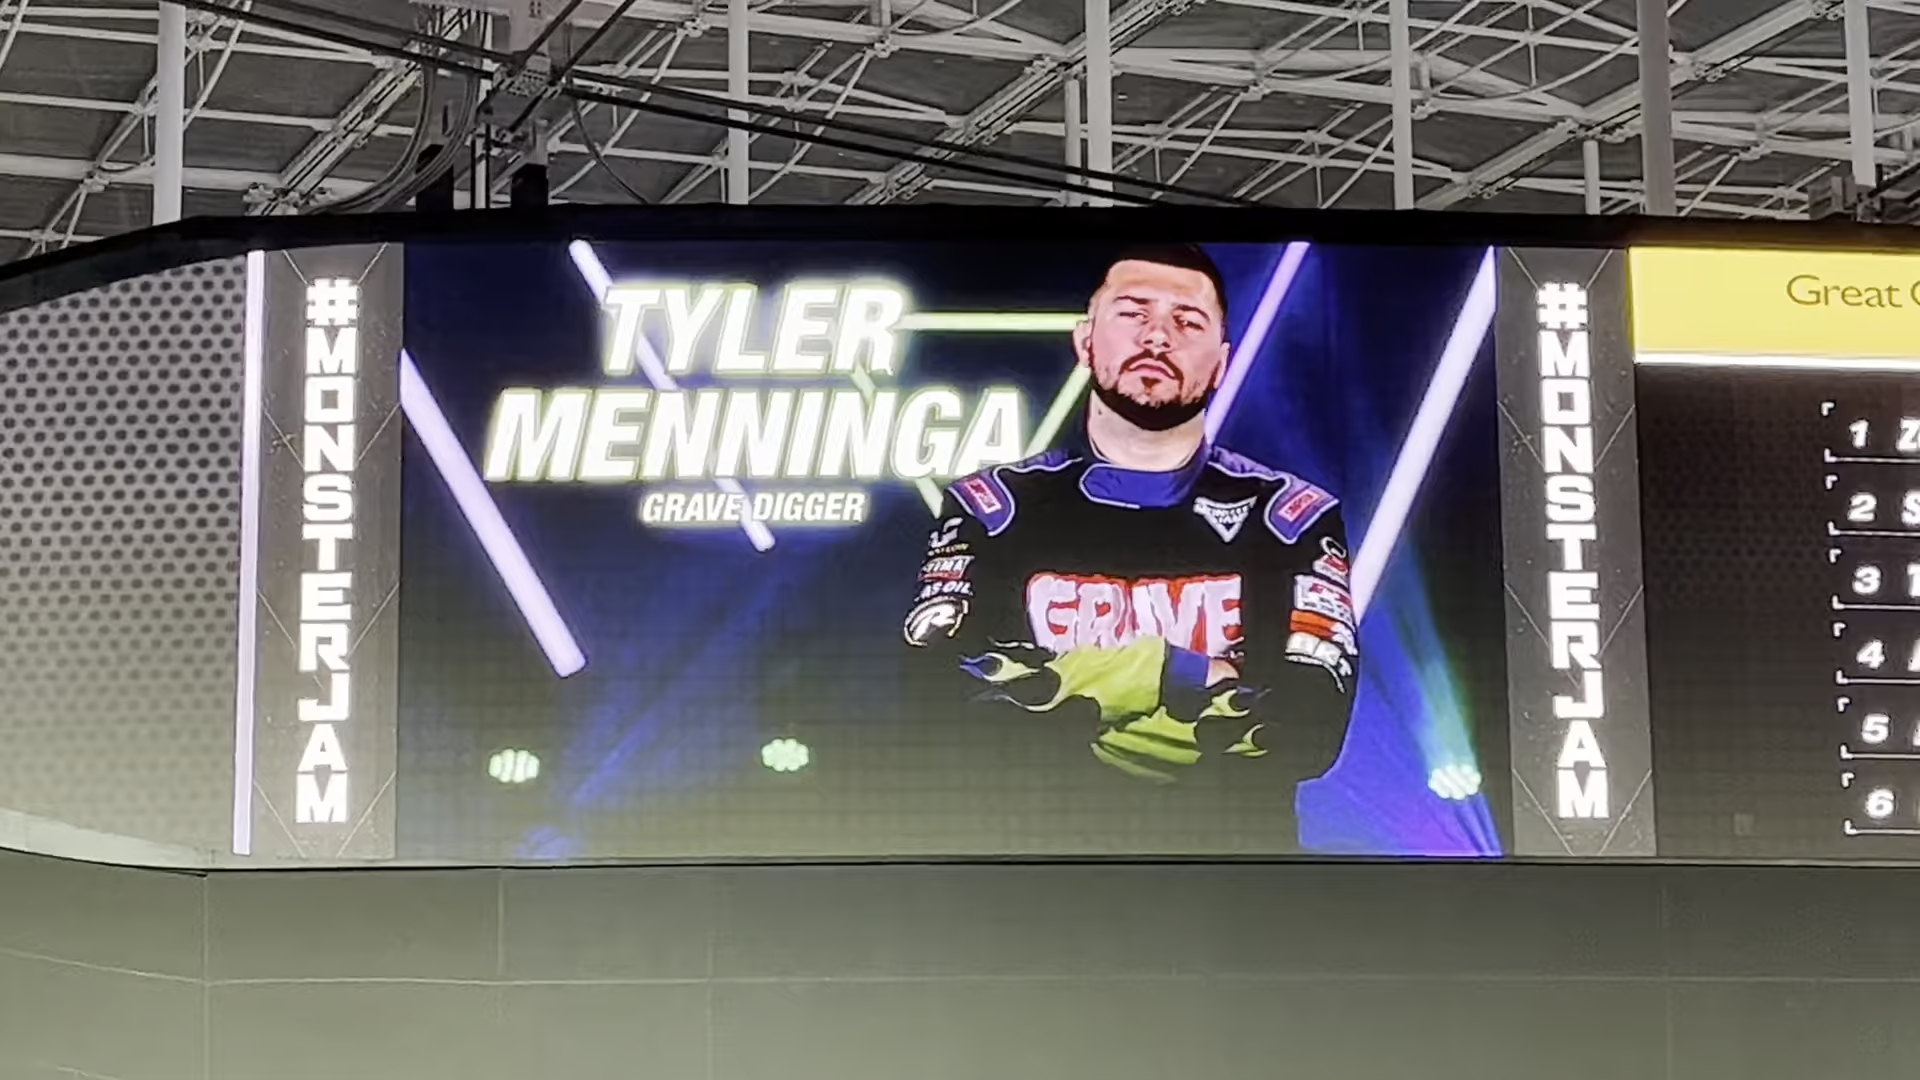 #MONSTERJAM
TYLER
MENNINGA
GRAVE DIGGER
GRAVE
#MONSTERJAM
Great
1
2
3
4
5
6